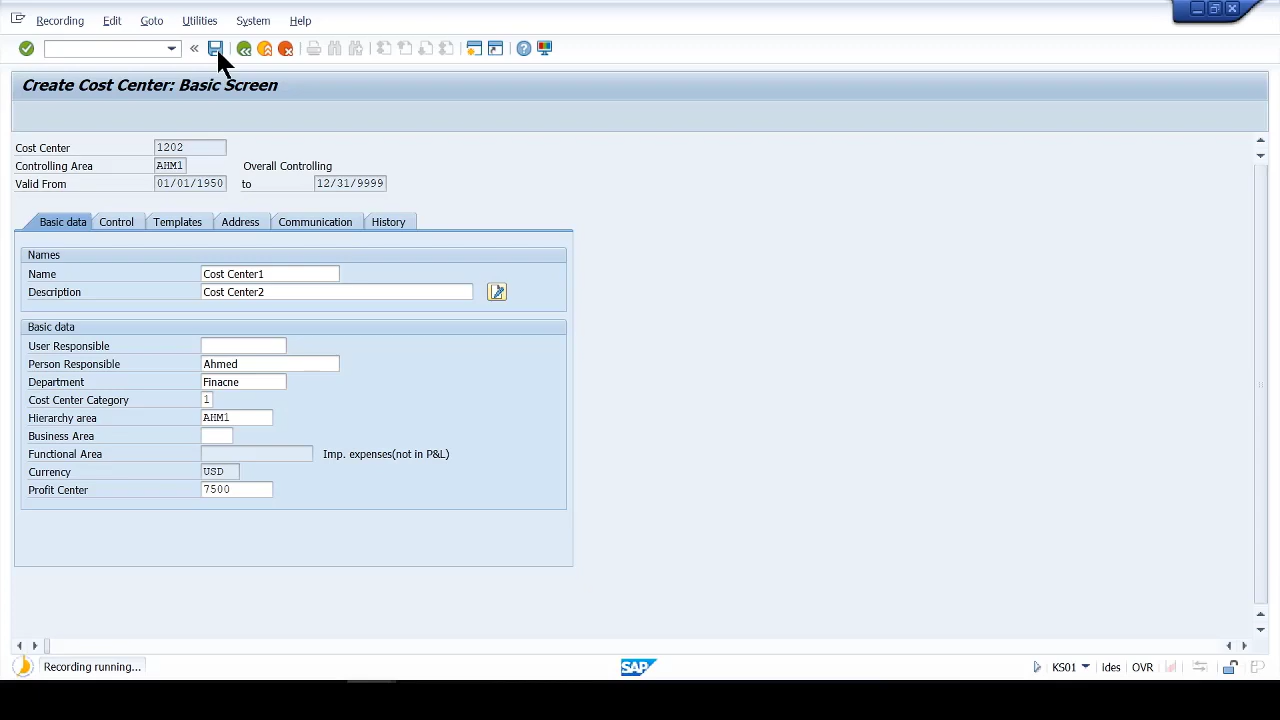 Recording Edit Goto Utilities System Help
Create Cost Center: Basic Screen
Cost Center 1202
Controlling Area AHM1 Overall Controlling
Valid From 01/01/1950 to 12/31/9999
Basic data Control Templates Address Communication History
Names
Name Cost Center1
Description Cost Center2
Basic data
User Responsible
Person Responsible Ahmed
Department Finacne
Cost Center Category 1
Hierarchy area AHM1
Business Area
Functional Area Imp. expenses(not in P&L)
Currency USD
Profit Center 7500
Recording running... SAP KS01 Ides OVR